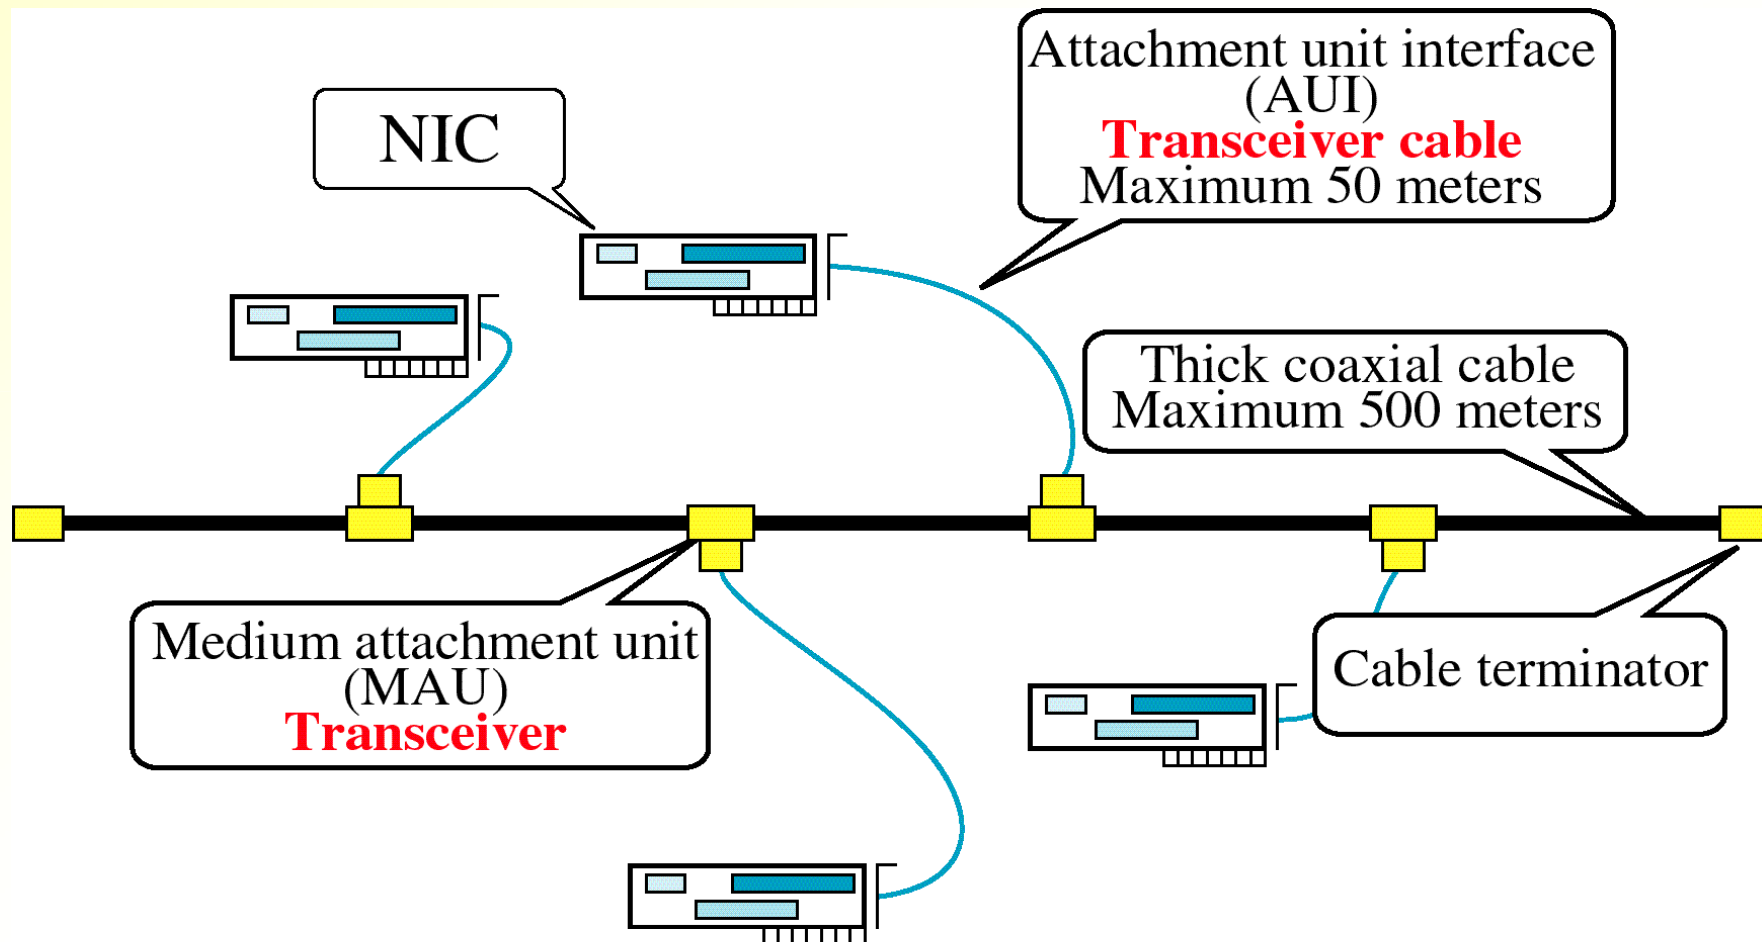 Attachment unit interface
(AUI)
Transceiver cable
Maximum 50 meters
NIC
Thick coaxial cable
Maximum 500 meters
Medium attachment unit
(MAU)
Transceiver
Cable terminator